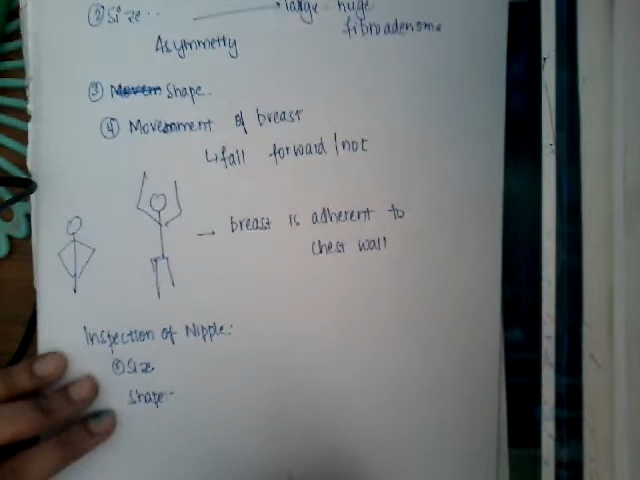 ② Size.. → large huge
fibroadenoma
Asymmetry
③ Shape.
④ Movement of breast
↳fall forward/not
→ breast is adherent to
chest wall
Inspection of Nipple:
① Size
Shape-